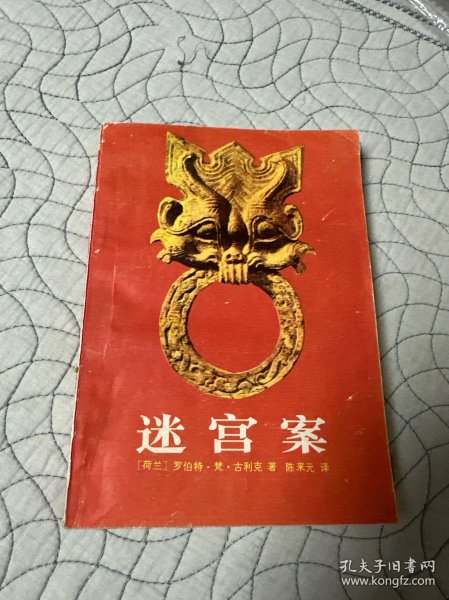 迷宫案
[荷兰] 罗伯特·梵·古利克 著 陈来元 译
孔夫子旧书网
www.kongfz.com